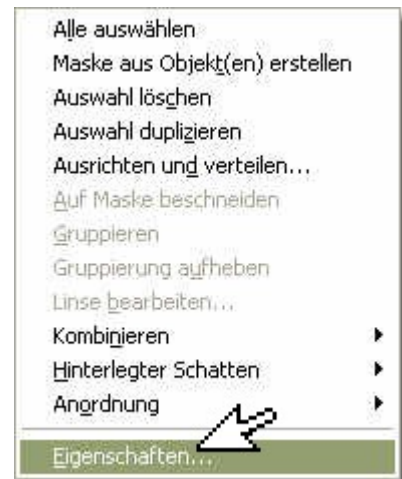 Alle auswählen
Maske aus Objekt(en) erstellen
Auswahl löschen
Auswahl duplizieren
Ausrichten und verteilen...
Auf Maske beschneiden
Gruppieren
Gruppierung aufheben
Linse bearbeiten...
Kombinieren
Hinterlegter Schatten
Anordnung
Eigenschaften...